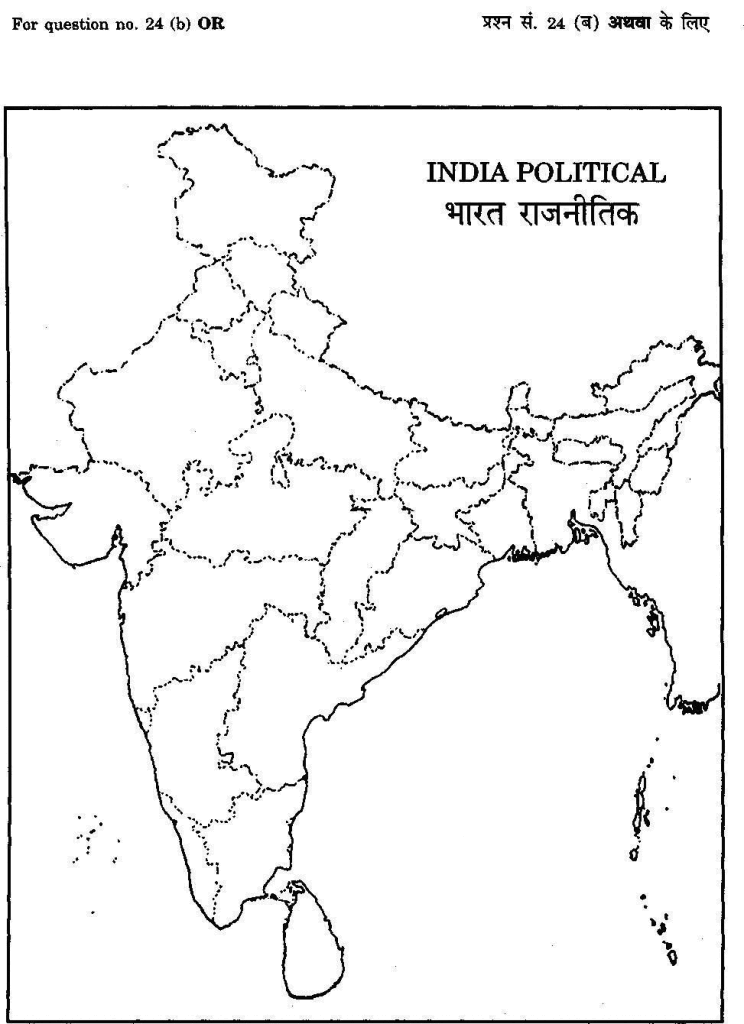 For question no. 24 (b) OR
प्रश्न सं. 24 (ब) अथवा के लिए
INDIA POLITICAL
भारत राजनीतिक